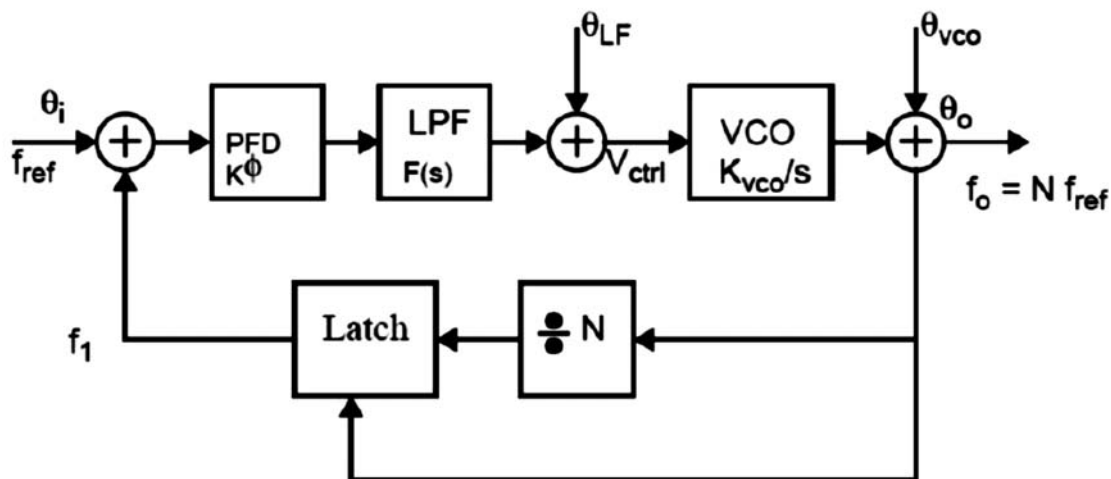 θLF
θvco
θi
fref
+
PFD
KΦ
LPF
F(s)
+
Vctrl
VCO
Kvco/s
+
θo
fo = N fref
f1
Latch
÷ N